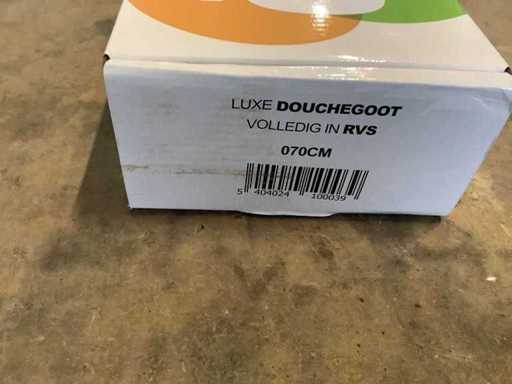 LUXE DOUCHEGOOT
VOLLEDIG IN RVS
070CM
5 404024 100039